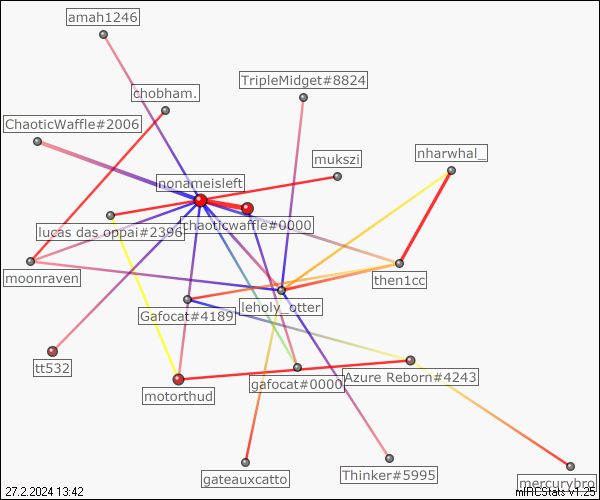 amah1246
TripleMidget#8824
chobham.
ChaoticWaffle#2006
mukszi
nharwhal_
nonameisleft
chaoticwaffle#0000
lucas das oppai#2396
moonraven
then1cc
leholy_otter
Gafocat#4189
tt532
motorthud
gafocat#0000
Azure Reborn#4243
gateauxcatto
Thinker#5995
mercurybro
27.2.2024 13:42
mIRCStats v1.25